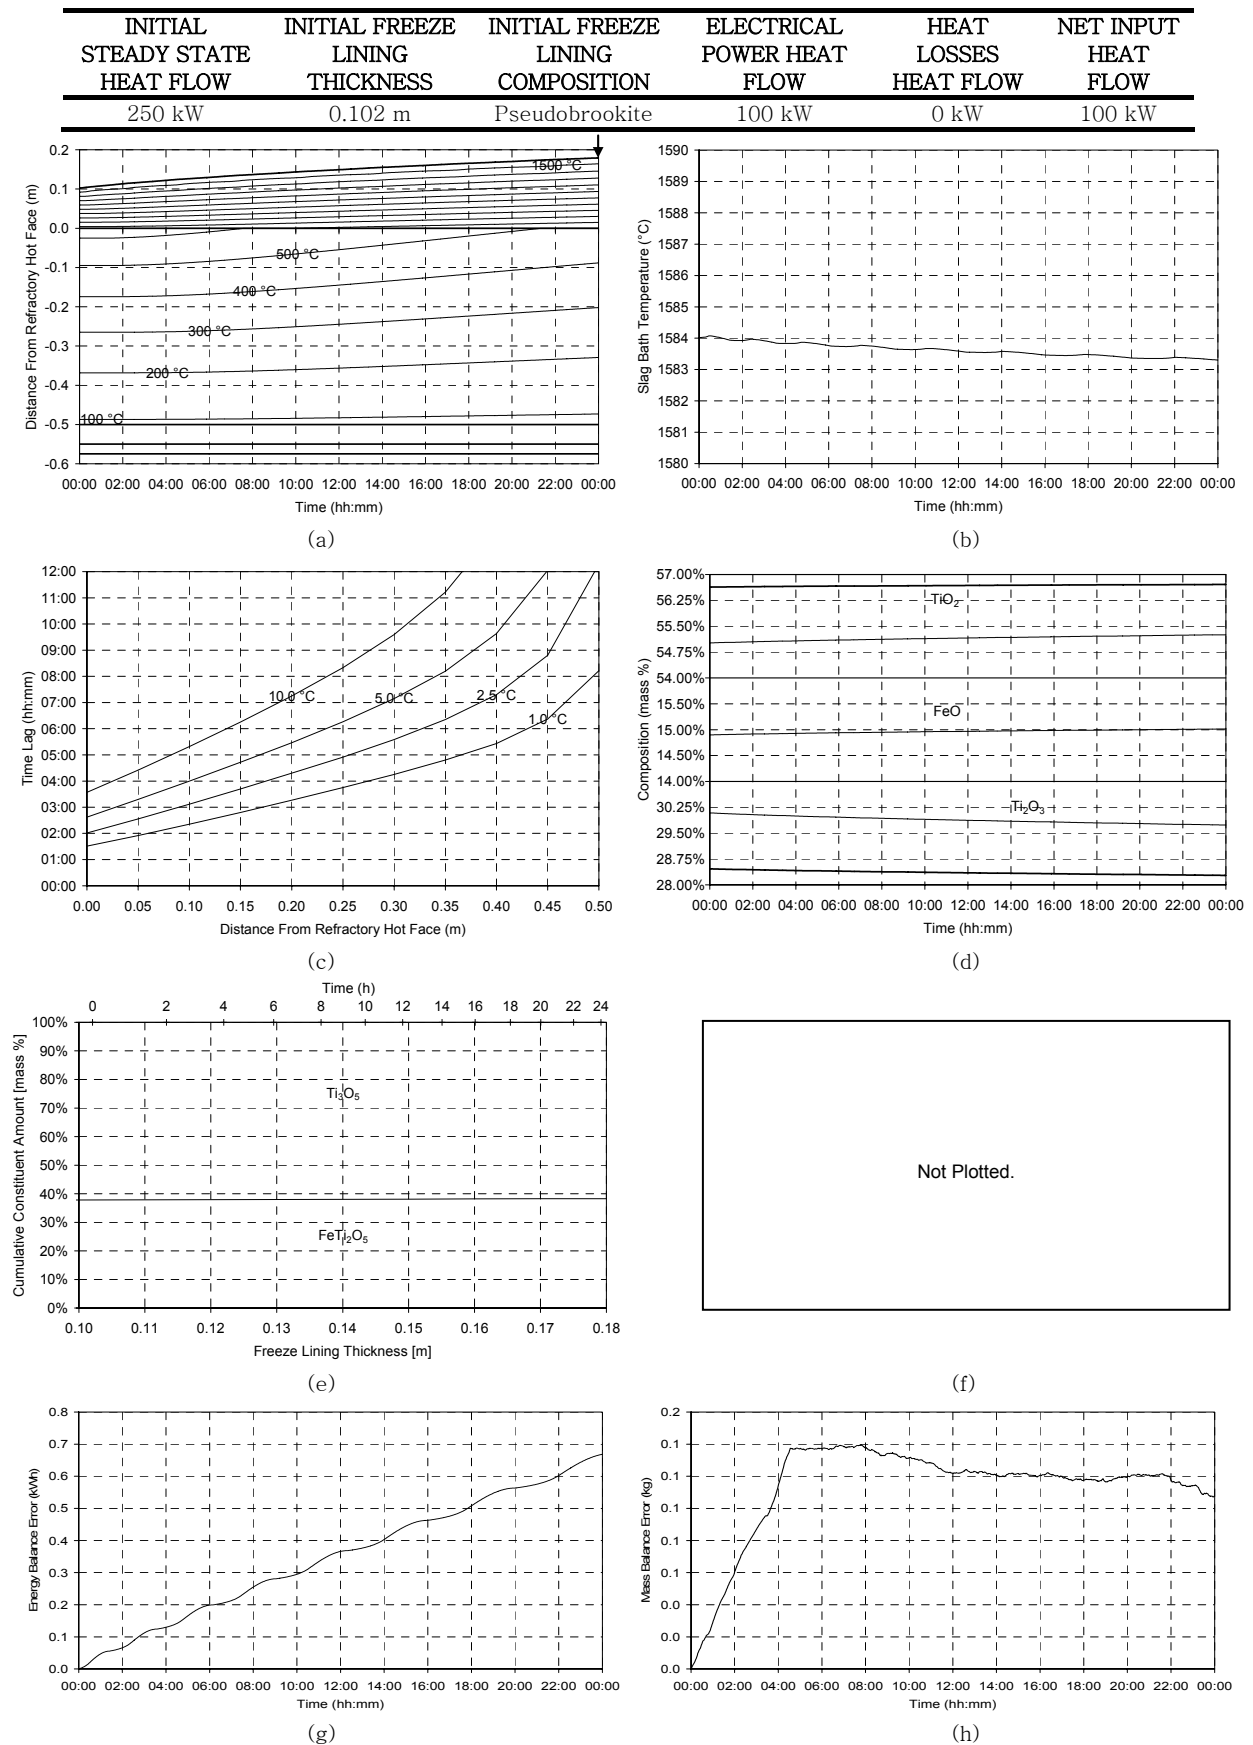 INITIAL STEADY STATE HEAT FLOW
INITIAL FREEZE LINING THICKNESS
INITIAL FREEZE LINING COMPOSITION
ELECTRICAL POWER HEAT FLOW
HEAT LOSSES HEAT FLOW
NET INPUT HEAT FLOW
250 kW 0.102 m Pseudobrookite 100 kW 0 kW 100 kW
Distance From Refractory Hot Face (m)
0.2
0.1
0.0
-0.1
-0.2
-0.3
-0.4
-0.5
-0.6
1500 °C
500 °C
400 °C
300 °C
200 °C
100 °C
00:00 02:00 04:00 06:00 08:00 10:00 12:00 14:00 16:00 18:00 20:00 22:00 00:00
Time (hh:mm)
(a)
Slag Bath Temperature (°C)
1590
1589
1588
1587
1586
1585
1584
1583
1582
1581
1580
00:00 02:00 04:00 06:00 08:00 10:00 12:00 14:00 16:00 18:00 20:00 22:00 00:00
Time (hh:mm)
(b)
Time Lag (hh:mm)
12:00
11:00
10:00
09:00
08:00
07:00
06:00
05:00
04:00
03:00
02:00
01:00
00:00
10.0 °C
5.0 °C
2.5 °C
1.0 °C
0.00 0.05 0.10 0.15 0.20 0.25 0.30 0.35 0.40 0.45 0.50
Distance From Refractory Hot Face (m)
(c)
Composition (mass %)
57.00%
56.25%
55.50%
54.75%
54.00%
15.50%
15.00%
14.50%
14.00%
30.25%
29.50%
28.75%
28.00%
TiO₂
FeO
Ti₂O₃
00:00 02:00 04:00 06:00 08:00 10:00 12:00 14:00 16:00 18:00 20:00 22:00 00:00
Time (hh:mm)
(d)
Time (h)
0 2 4 6 8 10 12 14 16 18 20 22 24
Cumulative Constituent Amount [mass %]
100%
90%
80%
70%
60%
50%
40%
30%
20%
10%
0%
Ti₃O₅
FeTi₂O₅
0.10 0.11 0.12 0.13 0.14 0.15 0.16 0.17 0.18
Freeze Lining Thickness [m]
(e)
Not Plotted.
(f)
Energy Balance Error (kWh)
0.8
0.7
0.6
0.5
0.4
0.3
0.2
0.1
0.0
00:00 02:00 04:00 06:00 08:00 10:00 12:00 14:00 16:00 18:00 20:00 22:00 00:00
Time (hh:mm)
(g)
Mass Balance Error (kg)
0.2
0.1
0.1
0.1
0.1
0.1
0.0
0.0
0.0
00:00 02:00 04:00 06:00 08:00 10:00 12:00 14:00 16:00 18:00 20:00 22:00 00:00
Time (hh:mm)
(h)